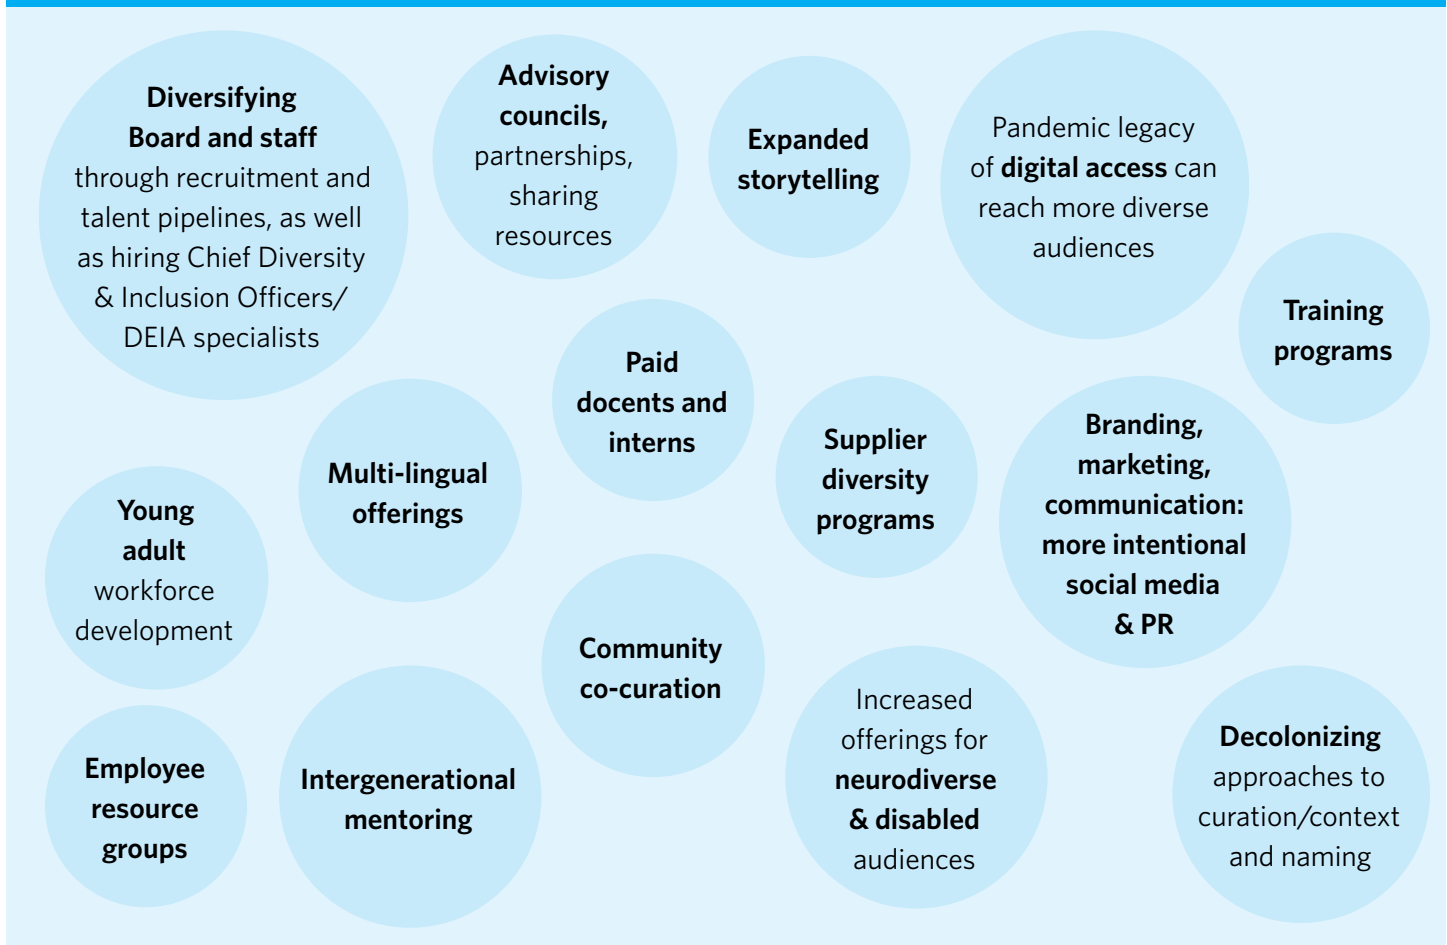 Diversifying
Board and staff
through recruitment and
talent pipelines, as well
as hiring Chief Diversity
& Inclusion Officers/
DEIA specialists
Advisory
councils,
partnerships,
sharing
resources
Expanded
storytelling
Pandemic legacy
of digital access can
reach more diverse
audiences
Training
programs
Paid
docents and
interns
Multi-lingual
offerings
Supplier
diversity
programs
Branding,
marketing,
communication:
more intentional
social media
& PR
Young
adult
workforce
development
Community
co-curation
Employee
resource
groups
Intergenerational
mentoring
Increased
offerings for
neurodiverse
& disabled
audiences
Decolonizing
approaches to
curation/context
and naming